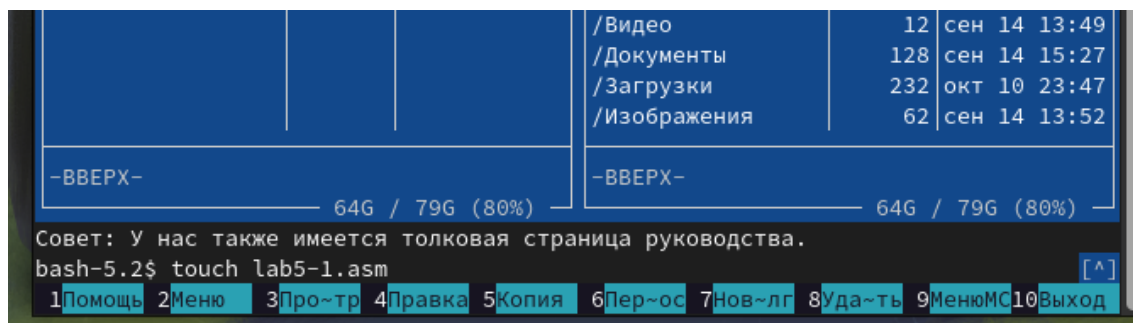 /Видео 12 сен 14 13:49
/Документы 128 сен 14 15:27
/Загрузки 232 окт 10 23:47
/Изображения 62 сен 14 13:52
-ВВЕРХ- -ВВЕРХ-
64G / 79G (80%) 64G / 79G (80%)
Совет: У нас также имеется толковая страница руководства.
bash-5.2$ touch lab5-1.asm [^]
1Помощь 2Меню 3Про~тр 4Правка 5Копия 6Пер~ос 7Нов~лг 8Уда~ть 9МенюMC10Выход